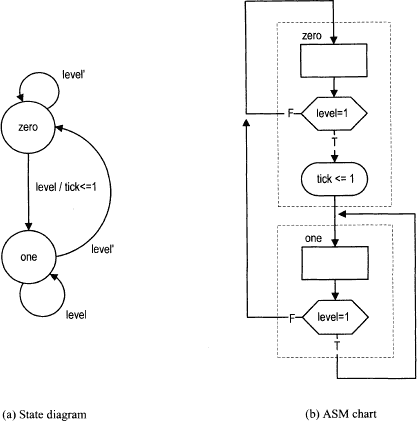 level'
zero
level / tick<=1
one
level'
level
(a) State diagram
zero
F
level=1
T
tick <= 1
one
F
level=1
T
(b) ASM chart